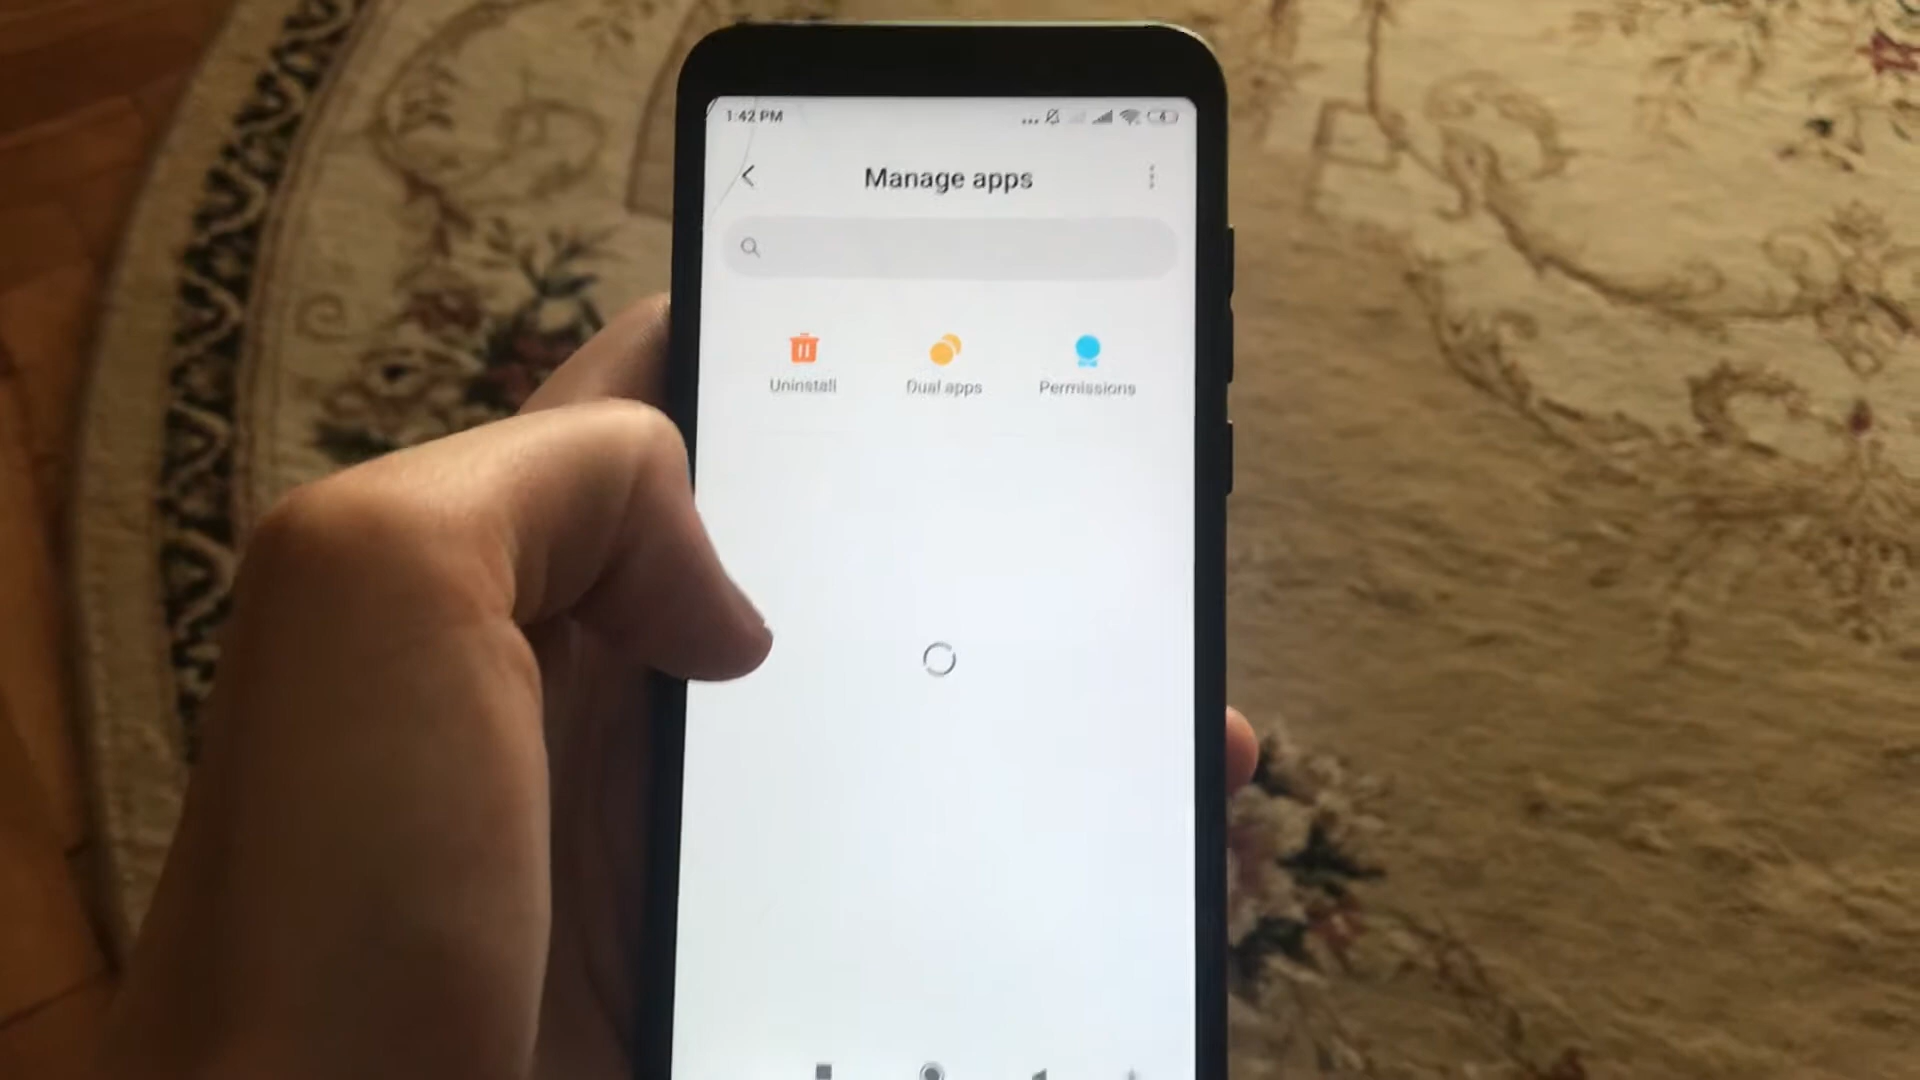 1:42 PM
Manage apps
Uninstall
Dual apps
Permissions